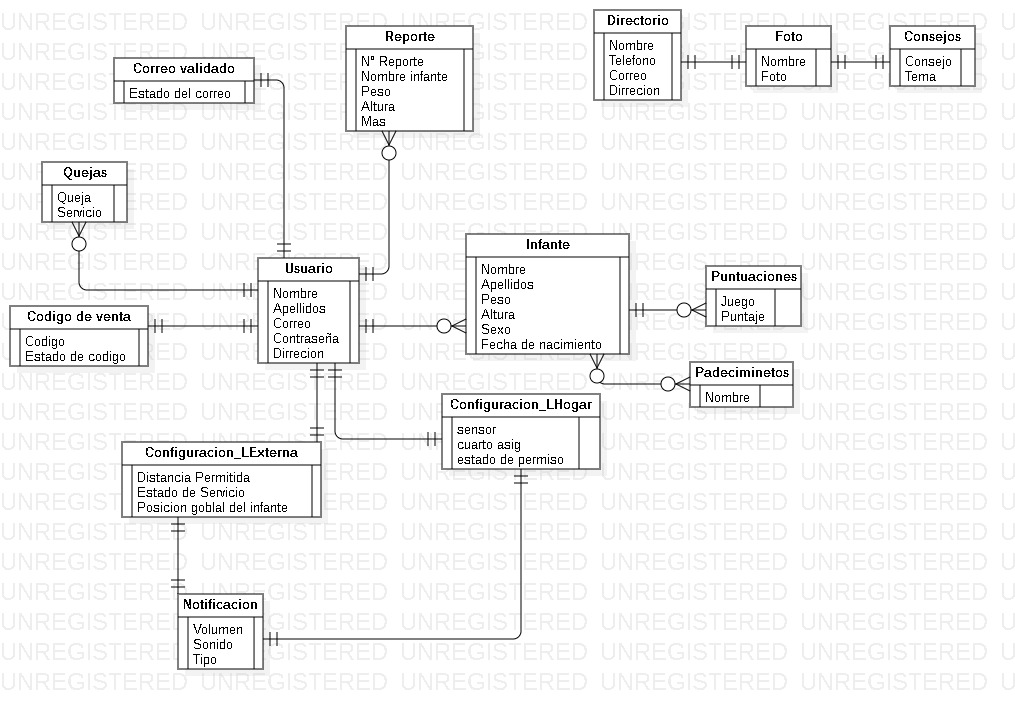 Correo validado
Estado del correo
Reporte
N° Reporte
Nombre infante
Peso
Altura
Mas
Directorio
Nombre
Telefono
Correo
Dirrecion
Foto
Nombre
Foto
Consejos
Consejo
Tema
Quejas
Queja
Servicio
Usuario
Nombre
Apellidos
Correo
Contraseña
Dirrecion
Infante
Nombre
Apellidos
Peso
Altura
Sexo
Fecha de nacimiento
Puntuaciones
Juego
Puntaje
Codigo de venta
Codigo
Estado de codigo
Padeciminetos
Nombre
Configuracion_LHogar
sensor
cuarto asig
estado de permiso
Configuracion_LExterna
Distancia Permitida
Estado de Servicio
Posicion goblal del infante
Notificacion
Volumen
Sonido
Tipo
UNREGISTERED